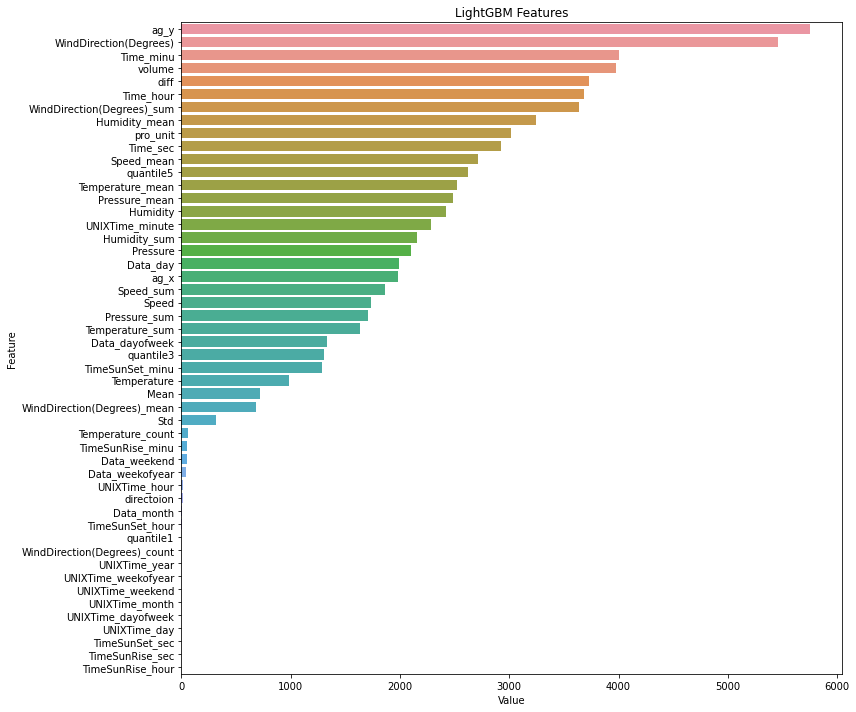 LightGBM Features
ag_y
WindDirection(Degrees)
Time_minu
volume
diff
Time_hour
WindDirection(Degrees)_sum
Humidity_mean
pro_unit
Time_sec
Speed_mean
quantile5
Temperature_mean
Pressure_mean
Humidity
UNIXTime_minute
Humidity_sum
Pressure
Data_day
ag_x
Speed_sum
Speed
Pressure_sum
Temperature_sum
Data_dayofweek
quantile3
TimeSunSet_minu
Temperature
Mean
WindDirection(Degrees)_mean
Std
Temperature_count
TimeSunRise_minu
Data_weekend
Data_weekofyear
UNIXTime_hour
directoion
Data_month
TimeSunSet_hour
quantile1
WindDirection(Degrees)_count
UNIXTime_year
UNIXTime_weekofyear
UNIXTime_weekend
UNIXTime_month
UNIXTime_dayofweek
UNIXTime_day
TimeSunSet_sec
TimeSunRise_sec
TimeSunRise_hour
Feature
0 1000 2000 3000 4000 5000 6000
Value